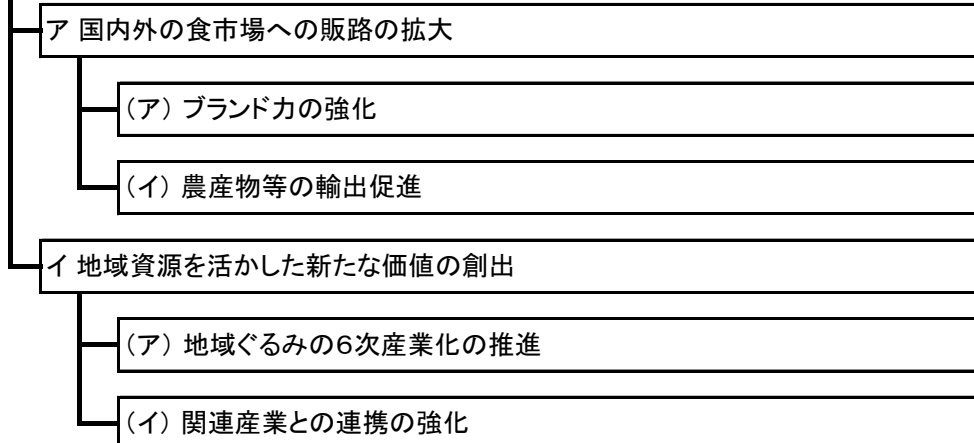 ア 国内外の食市場への販路の拡大
（ア） ブランド力の強化
（イ） 農産物等の輸出促進
イ 地域資源を活かした新たな価値の創出
（ア） 地域ぐるみの６次産業化の推進
（イ） 関連産業との連携の強化